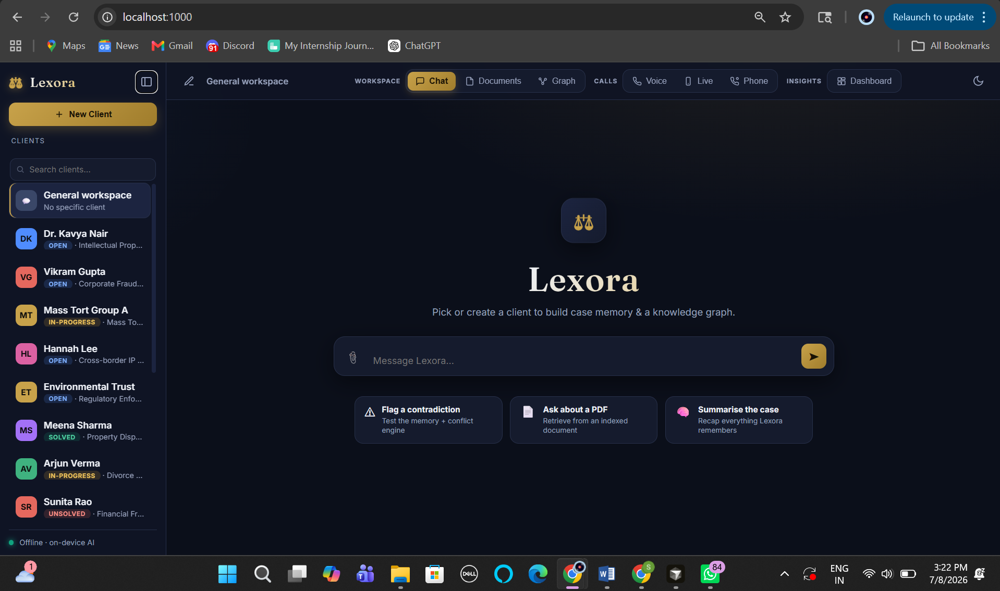 localhost:1000
Relaunch to update
Maps
News
Gmail
91
Discord
My Internship Journ...
ChatGPT
All Bookmarks
Lexora
+ New Client
CLIENTS
Search clients...
General workspace
No specific client
DK
Dr. Kavya Nair
OPEN · Intellectual Prop...
VG
Vikram Gupta
OPEN · Corporate Fraud...
MT
Mass Tort Group A
IN-PROGRESS · Mass To...
HL
Hannah Lee
OPEN · Cross-border IP ...
ET
Environmental Trust
OPEN · Regulatory Enfo...
MS
Meena Sharma
SOLVED · Property Disp...
AV
Arjun Verma
IN-PROGRESS · Divorce ...
SR
Sunita Rao
UNSOLVED · Financial Fr...
Offline · on-device AI
General workspace
WORKSPACE
Chat
Documents
Graph
CALLS
Voice
Live
Phone
INSIGHTS
Dashboard
Lexora
Pick or create a client to build case memory & a knowledge graph.
Message Lexora...
Flag a contradiction
Test the memory + conflict
engine
Ask about a PDF
Retrieve from an indexed
document
Summarise the case
Recap everything Lexora
remembers
1
T
DELL
W
S
84
ENG
IN
3:22 PM
7/8/2026